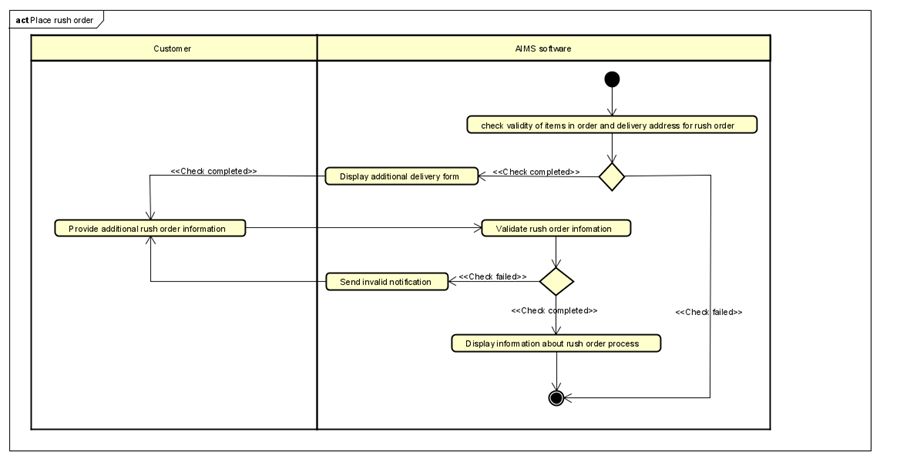 act Place rush order
Customer
AIMS software
check validity of items in order and delivery address for rush order
<<Check completed>>
Display additional delivery form
<<Check completed>>
Provide additional rush order information
Validate rush order infomation
Send invalid notification
<<Check failed>>
<<Check completed>>
<<Check failed>>
Display information about rush order process